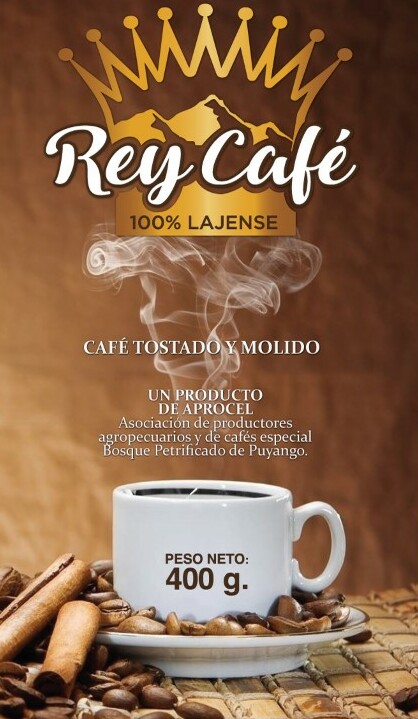 Rey Café
100% LAJENSE
CAFÉ TOSTADO Y MOLIDO
UN PRODUCTO
DE APROCEL
Asociación de productores
agropecuarios y de cafés especial
Bosque Petrificado de Puyango.
PESO NETO:
400 g.